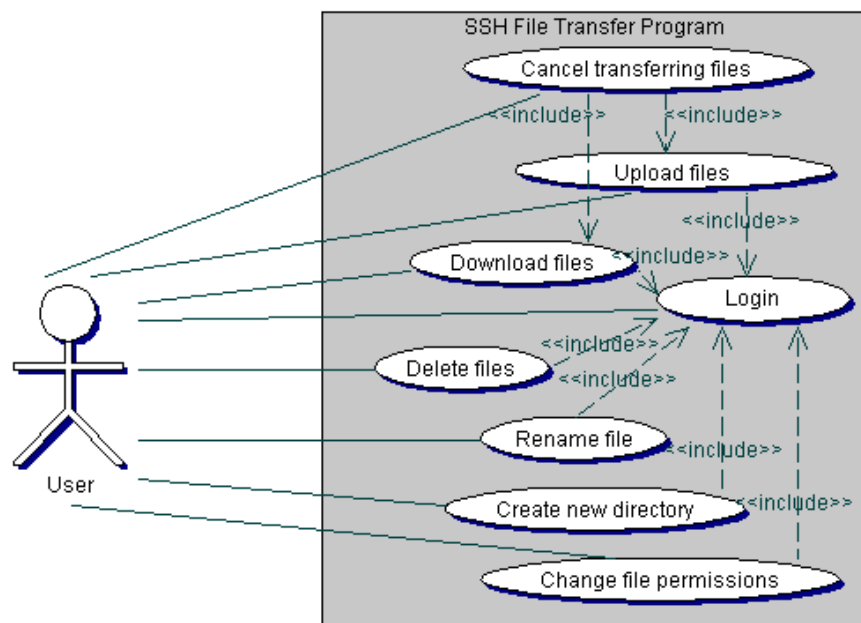 SSH File Transfer Program
Cancel transferring files
<<include>>
<<include>>
Upload files
<<include>>
Download files
<<include>>
Login
<<include>>
Delete files
<<include>>
Rename file
<<include>>
User
Create new directory
<<include>>
Change file permissions